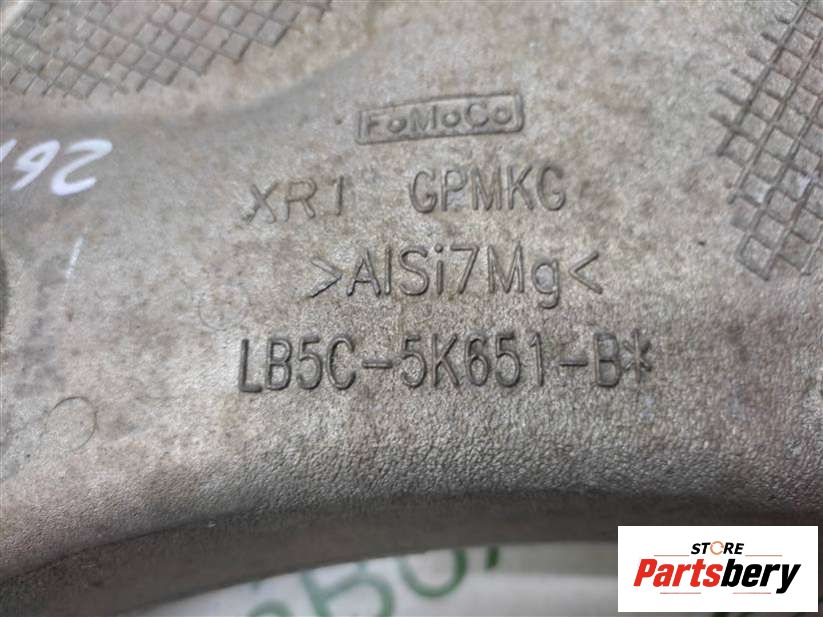 FoMoCo
XR1 GPMKG
>AlSi7Mg<
LB5C-5K651-B*
STORE
Partsbery